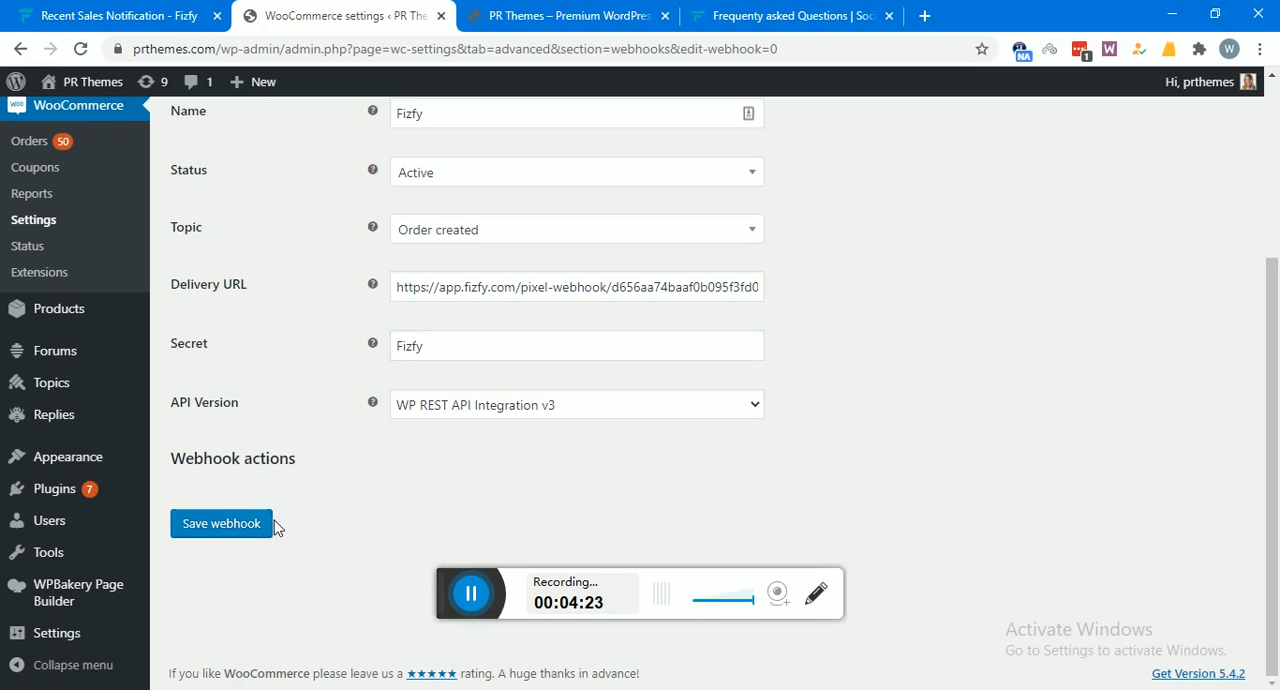 Recent Sales Notification - Fizfy
WooCommerce settings ‹ PR The
PR Themes – Premium WordPres
Frequenty asked Questions | Soc
prthemes.com/wp-admin/admin.php?page=wc-settings&tab=advanced&section=webhooks&edit-webhook=0
NA
1
W
W
PR Themes
9
1
New
Hi, prthemes
WooCommerce
Orders 50
Coupons
Reports
Settings
Status
Extensions
Products
Forums
Topics
Replies
Appearance
Plugins 7
Users
Tools
WPBakery Page
Builder
Settings
Collapse menu
Name
Fizfy
Status
Active
Topic
Order created
Delivery URL
https://app.fizfy.com/pixel-webhook/d656aa74baaf0b095f3fd0
Secret
Fizfy
API Version
WP REST API Integration v3
Webhook actions
Save webhook
Recording...
00:04:23
Activate Windows
Go to Settings to activate Windows.
If you like WooCommerce please leave us a ★★★★★ rating. A huge thanks in advance!
Get Version 5.4.2